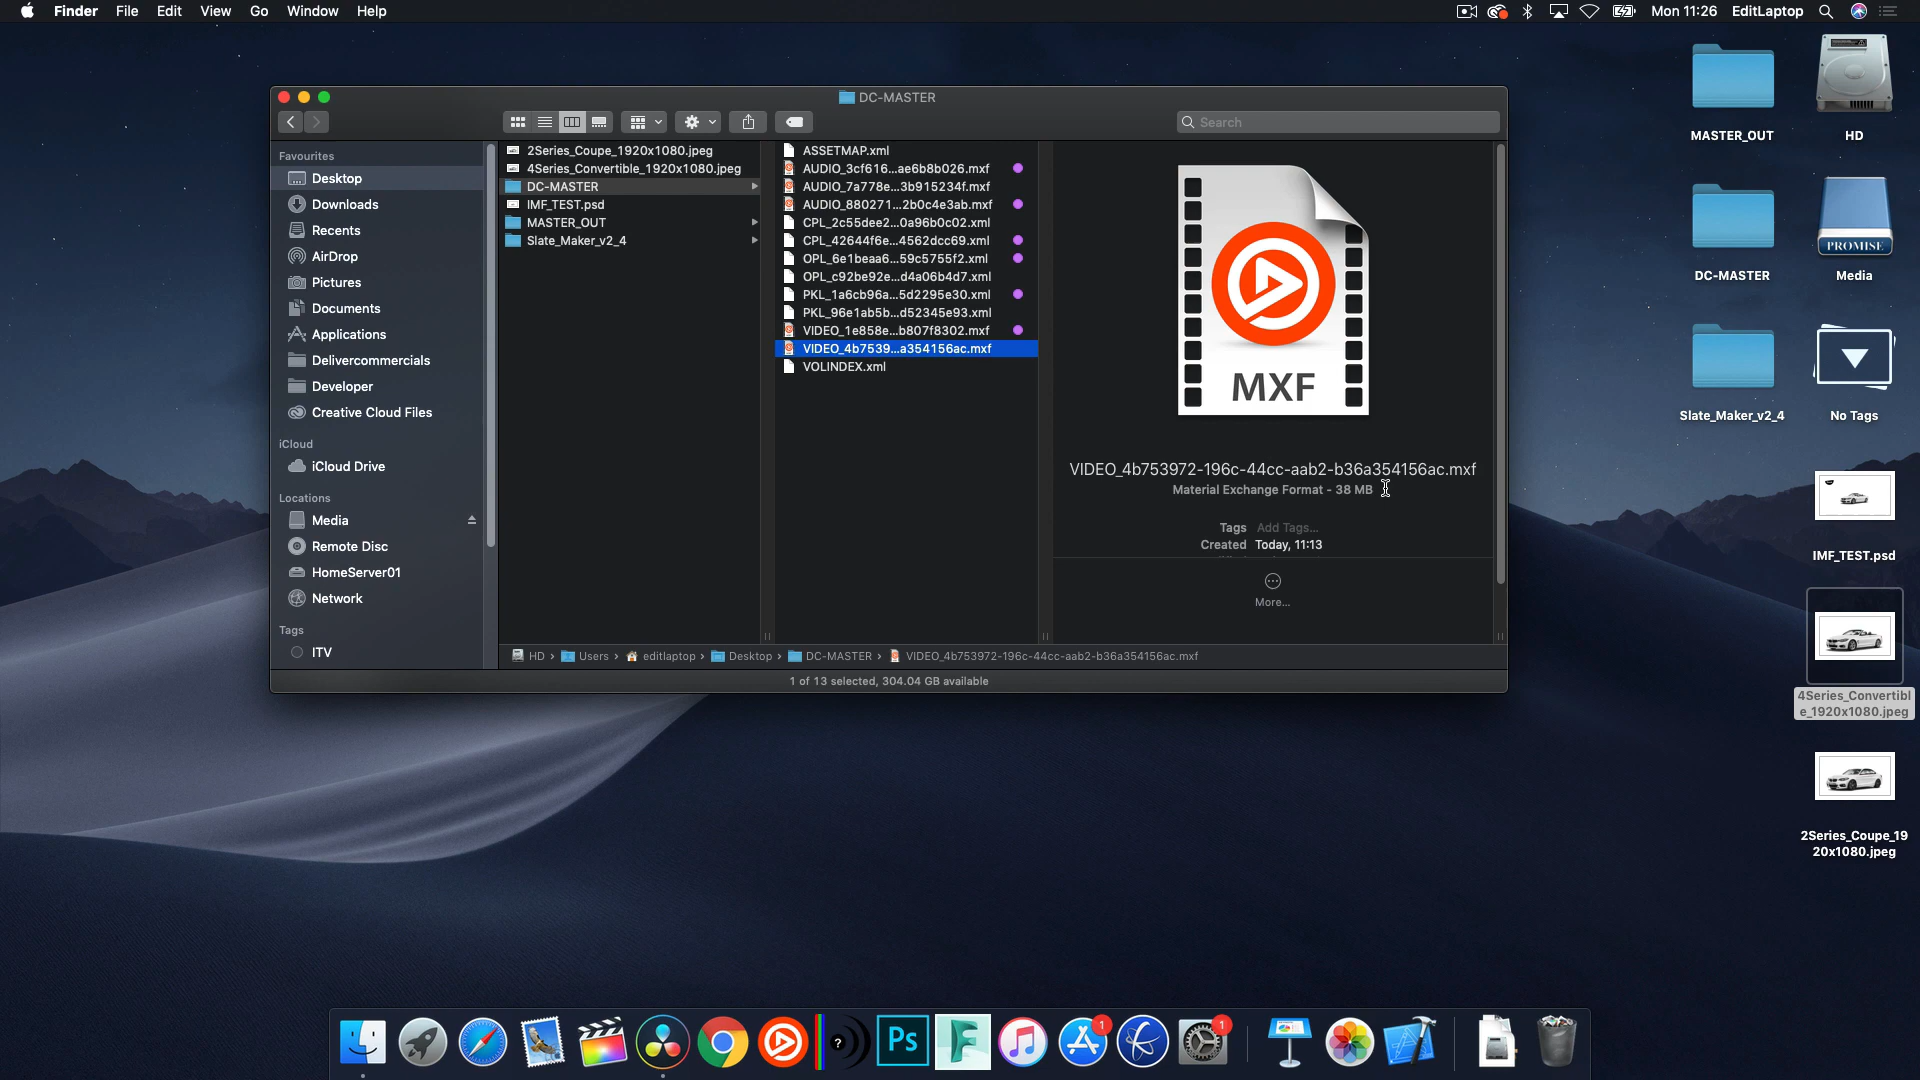 Finder File Edit View Go Window Help
Mon 11:26 EditLaptop
DC-MASTER
Search
Favourites
Desktop
Downloads
Recents
AirDrop
Pictures
Documents
Applications
Delivercommercials
Developer
Creative Cloud Files
iCloud
iCloud Drive
Locations
Media
Remote Disc
HomeServer01
Network
Tags
ITV
2Series_Coupe_1920x1080.jpeg
4Series_Convertible_1920x1080.jpeg
DC-MASTER
IMF_TEST.psd
MASTER_OUT
Slate_Maker_v2_4
ASSETMAP.xml
AUDIO_3cf616...ae6b8b026.mxf
AUDIO_7a778e...3b915234f.mxf
AUDIO_880271...2b0c4e3ab.mxf
CPL_2c55dee2...0a96b0c02.xml
CPL_42644f6e...4562dcc69.xml
OPL_6e1beaa6...59c5755f2.xml
OPL_c92be92e...d4a06b4d7.xml
PKL_1a6cb96a...5d2295e30.xml
PKL_96e1ab5b...d52345e93.xml
VIDEO_1e858e...b807f8302.mxf
VIDEO_4b7539...a354156ac.mxf
VOLINDEX.xml
MXF
VIDEO_4b753972-196c-44cc-aab2-b36a354156ac.mxf
Material Exchange Format - 38 MB
Tags Add Tags...
Created Today, 11:13
More...
HD › Users › editlaptop › Desktop › DC-MASTER › VIDEO_4b753972-196c-44cc-aab2-b36a354156ac.mxf
1 of 13 selected, 304.04 GB available
MASTER_OUT
HD
DC-MASTER
PROMISE
Media
Slate_Maker_v2_4
No Tags
IMF_TEST.psd
4Series_Convertibl
e_1920x1080.jpeg
2Series_Coupe_19
20x1080.jpeg
?
Ps
1
1